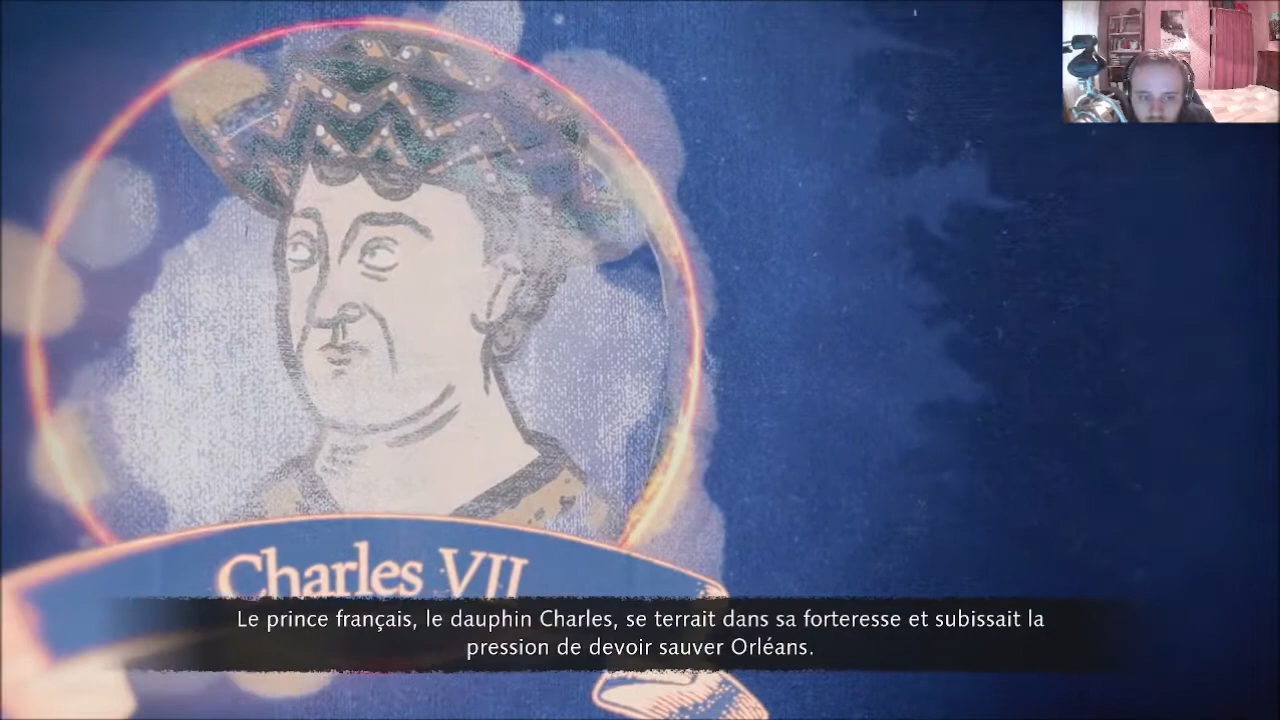 Charles VII
Le prince français, le dauphin Charles, se terrait dans sa forteresse et subissait la
pression de devoir sauver Orléans.